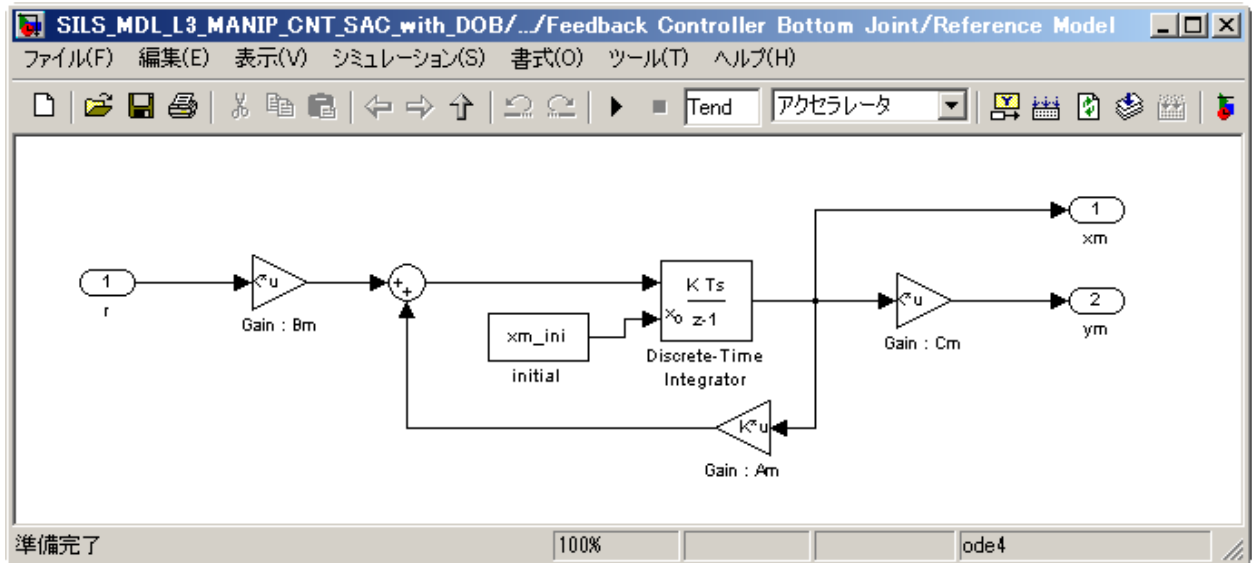 SILS_MDL_L3_MANIP_CNT_SAC_with_DOB/.../Feedback Controller Bottom Joint/Reference Model
ファイル(F) 編集(E) 表示(V) シミュレーション(S) 書式(O) ツール(T) ヘルプ(H)
Tend アクセラレータ
1
r
<*u
Gain : Bm
+
+
xm_ini
initial
K Ts
z-1
xo
Discrete-Time
Integrator
K*u
Gain : Am
<*u
Gain : Cm
1
xm
2
ym
準備完了 100% ode4